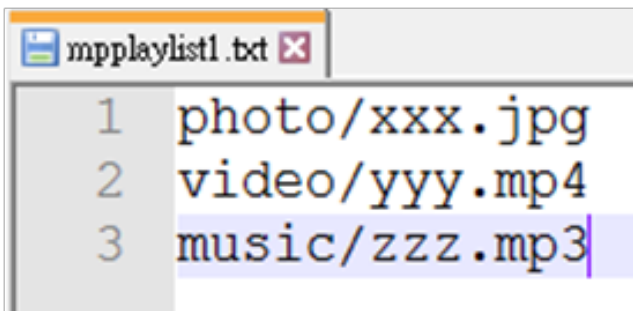 mpplaylist1.txt
1 photo/xxx.jpg
2 video/yyy.mp4
3 music/zzz.mp3